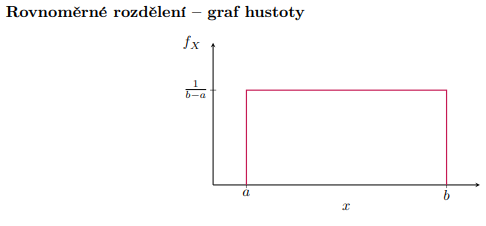 Rovnoměrné rozdělení – graf hustoty
f_X
1/(b−a)
a
b
x